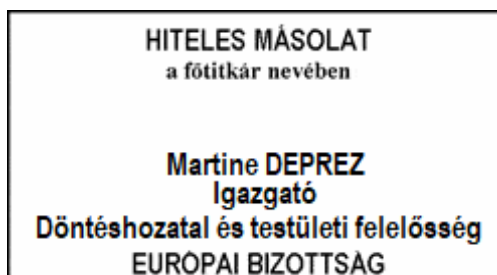 HITELES MÁSOLAT
a főtitkár nevében
Martine DEPREZ
Igazgató
Döntéshozatal és testületi felelősség
EURÓPAI BIZOTTSÁG